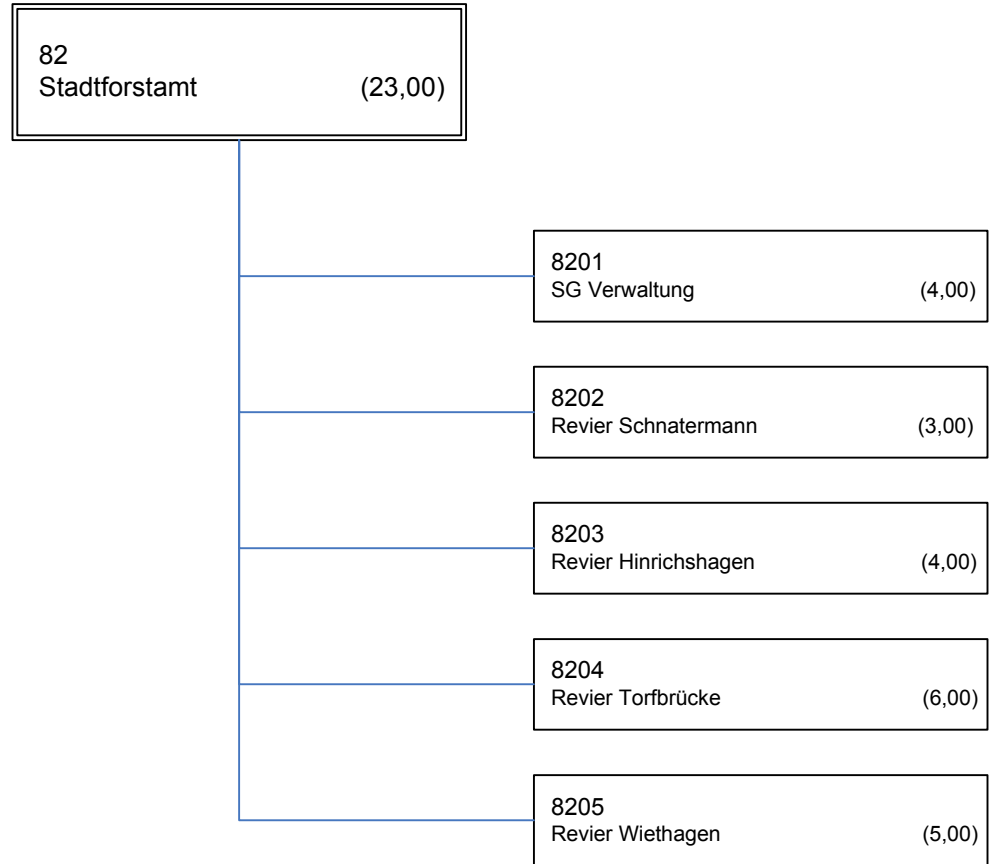 82
Stadtforstamt (23,00)
8201
SG Verwaltung (4,00)
8202
Revier Schnatermann (3,00)
8203
Revier Hinrichshagen (4,00)
8204
Revier Torfbrücke (6,00)
8205
Revier Wiethagen (5,00)